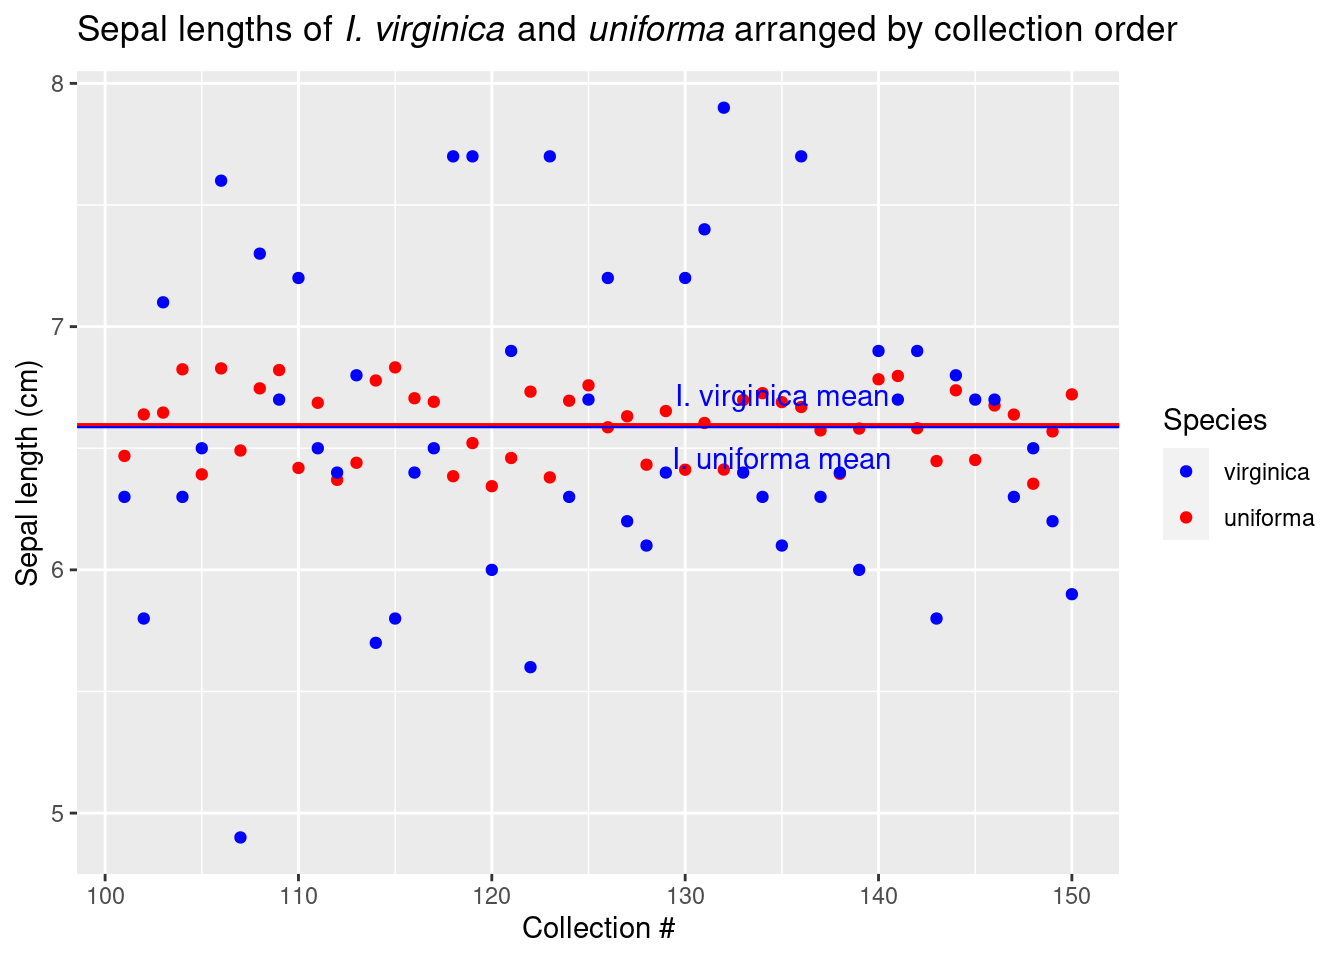 Sepal lengths of I. virginica and uniforma arranged by collection order
8
7
6
5
Sepal length (cm)
I. virginica mean
I. uniforma mean
100 110 120 130 140 150
Collection #
Species
virginica
uniforma